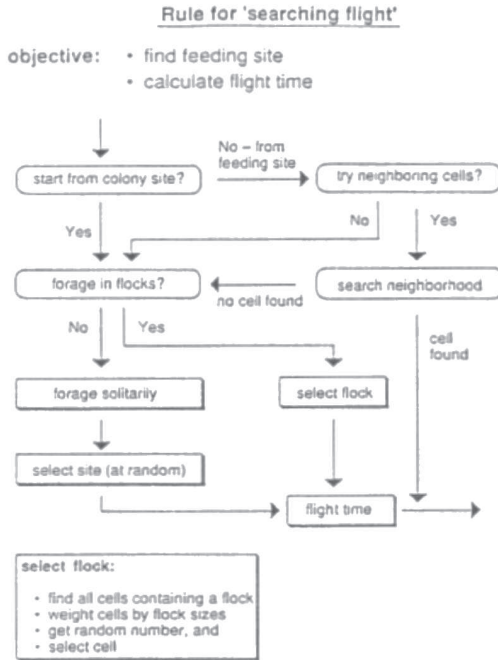 Rule for 'searching flight'
objective: • find feeding site
• calculate flight time
No – from
feeding site
start from colony site?
try neighboring cells?
Yes
No
Yes
forage in flocks?
no cell found
search neighborhood
No
Yes
cell
found
forage solitarily
select flock
select site (at random)
flight time
select flock:
• find all cells containing a flock
• weight cells by flock sizes
• get random number, and
• select cell